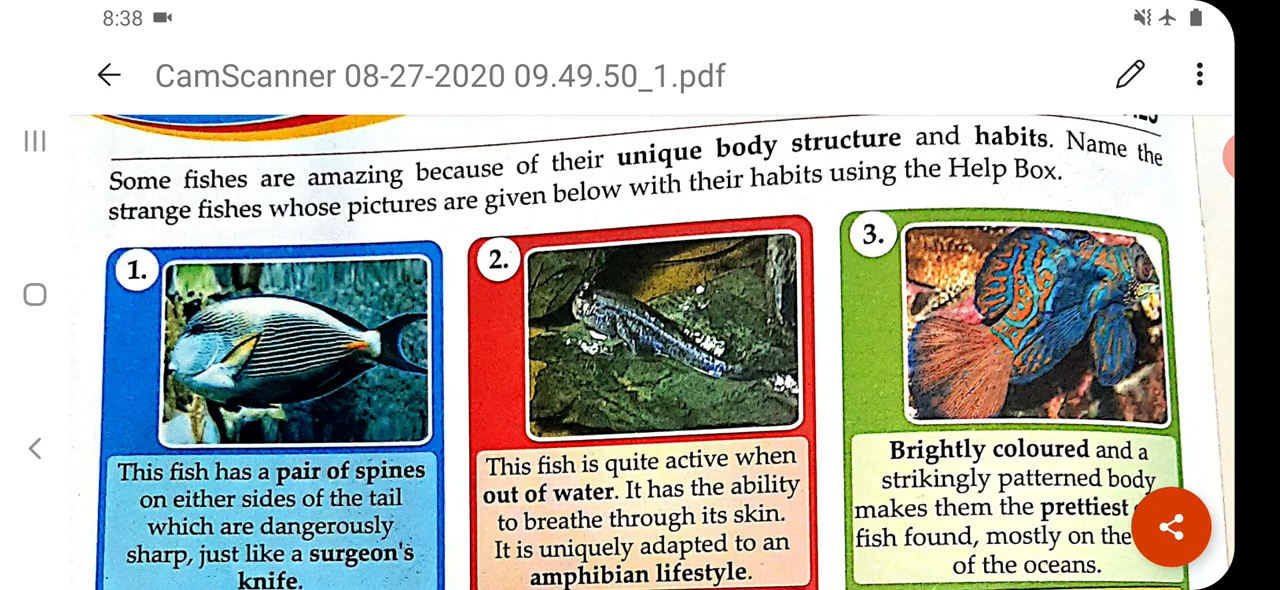 8:38
CamScanner 08-27-2020 09.49.50_1.pdf
Some fishes are amazing because of their unique body structure and habits. Name the
strange fishes whose pictures are given below with their habits using the Help Box.
1.
This fish has a pair of spines
on either sides of the tail
which are dangerously
sharp, just like a surgeon's
knife.
2.
This fish is quite active when
out of water. It has the ability
to breathe through its skin.
It is uniquely adapted to an
amphibian lifestyle.
3.
Brightly coloured and a
strikingly patterned body
makes them the prettiest
fish found, mostly on the
of the oceans.